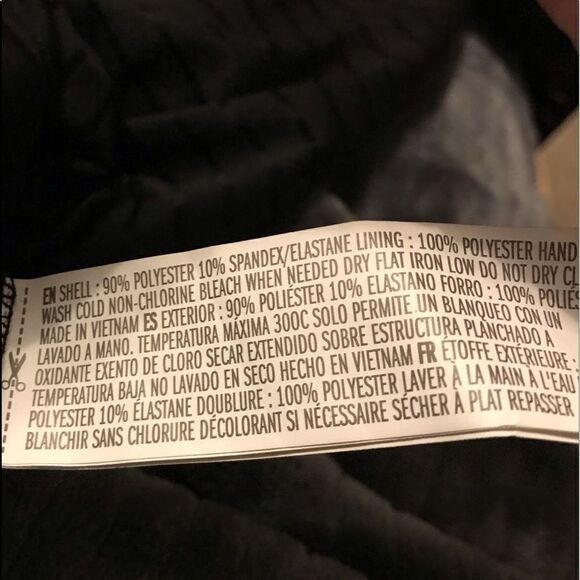 EN SHELL : 90% POLYESTER 10% SPANDEX/ELASTANE LINING : 100% POLYESTER HAND
WASH COLD NON-CHLORINE BLEACH WHEN NEEDED DRY FLAT IRON LOW DO NOT DRY CL
MADE IN VIETNAM ES EXTERIOR : 90% POLIÉSTER 10% ELASTANO FORRO : 100% POLIÉS
LAVADO A MANO. TEMPERATURA MÁXIMA 300C SOLO PERMITE UN BLANQUEO CON UN
OXIDANTE EXENTO DE CLORO SECAR EXTENDIDO SOBRE ESTRUCTURA PLANCHADO A
TEMPERATURA BAJA NO LAVADO EN SECO HECHO EN VIETNAM FR ÉTOFFE EXTÉRIEURE :
POLYESTER 10% ÉLASTANE DOUBLURE : 100% POLYESTER LAVER À LA MAIN À L'EAU
BLANCHIR SANS CHLORURE DÉCOLORANT SI NÉCESSAIRE SÉCHER À PLAT REPASSER